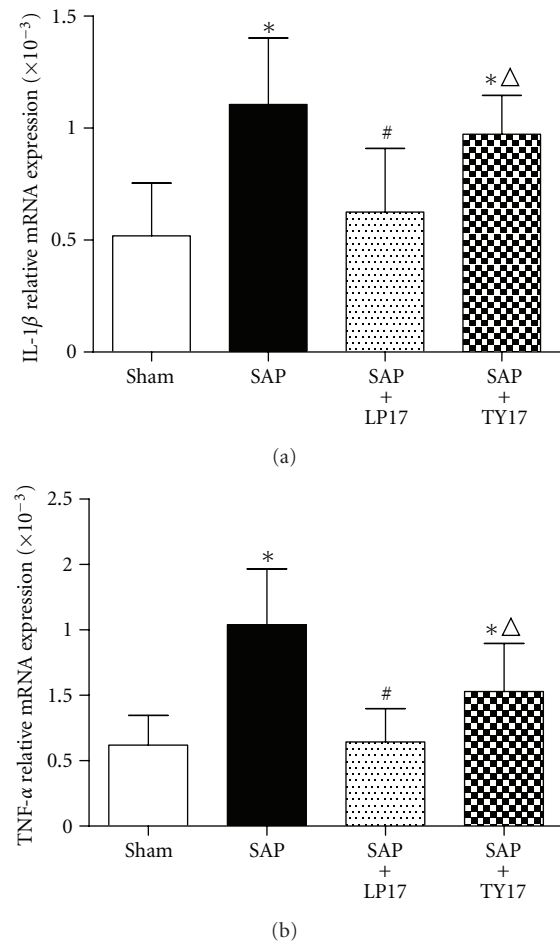 IL-1β relative mRNA expression (×10−3)
1.5
1
0.5
0
*
#
* △
Sham
SAP
SAP
+
LP17
SAP
+
TY17
(a)
TNF-α relative mRNA expression (×10−3)
2.5
2
1
1.5
0.5
0
*
#
* △
Sham
SAP
SAP
+
LP17
SAP
+
TY17
(b)